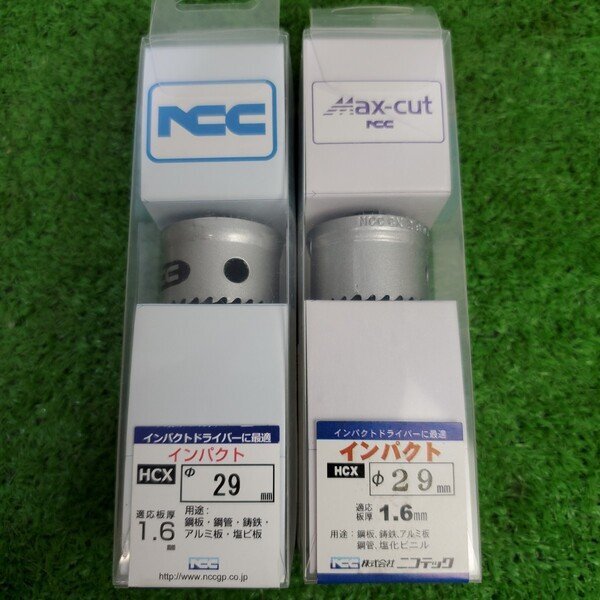 NCC
NCC
インパクトドライバーに最適
インパクト
HCX
φ
29
mm
適応板厚
1.6
㎜
用途:
鋼板・鋼管・鋳鉄・
アルミ板・塩ビ板
NCC
http://www.nccgp.co.jp
Max-cut
NCC
NCC
インパクトドライバーに最適
インパクト
HCX
φ29mm
適応
板厚
1.6mm
用途:鋼板、鋳鉄、アルミ板
鋼管、塩化ビニル
NCC 株式会社 ニコテック